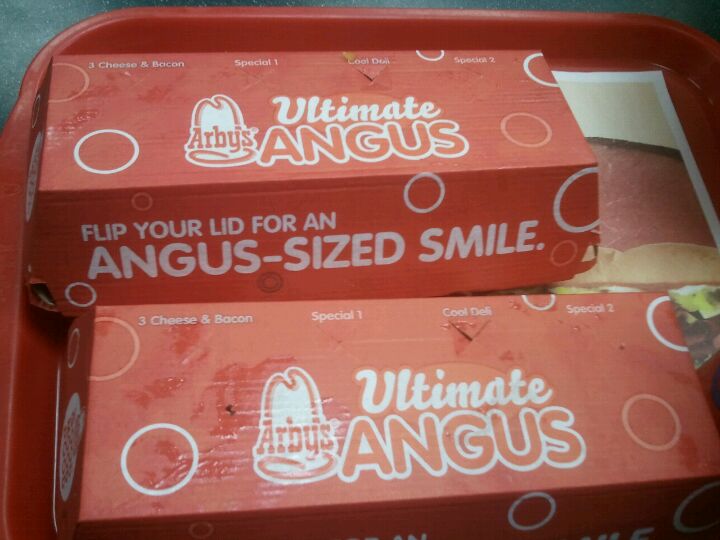 3 Cheese & Bacon Special 1 Cool Deli Special 2
Ultimate
Arby's ANGUS
FLIP YOUR LID FOR AN
ANGUS-SIZED SMILE.
3 Cheese & Bacon Special 1 Cool Deli Special 2
Ultimate
Arby's ANGUS